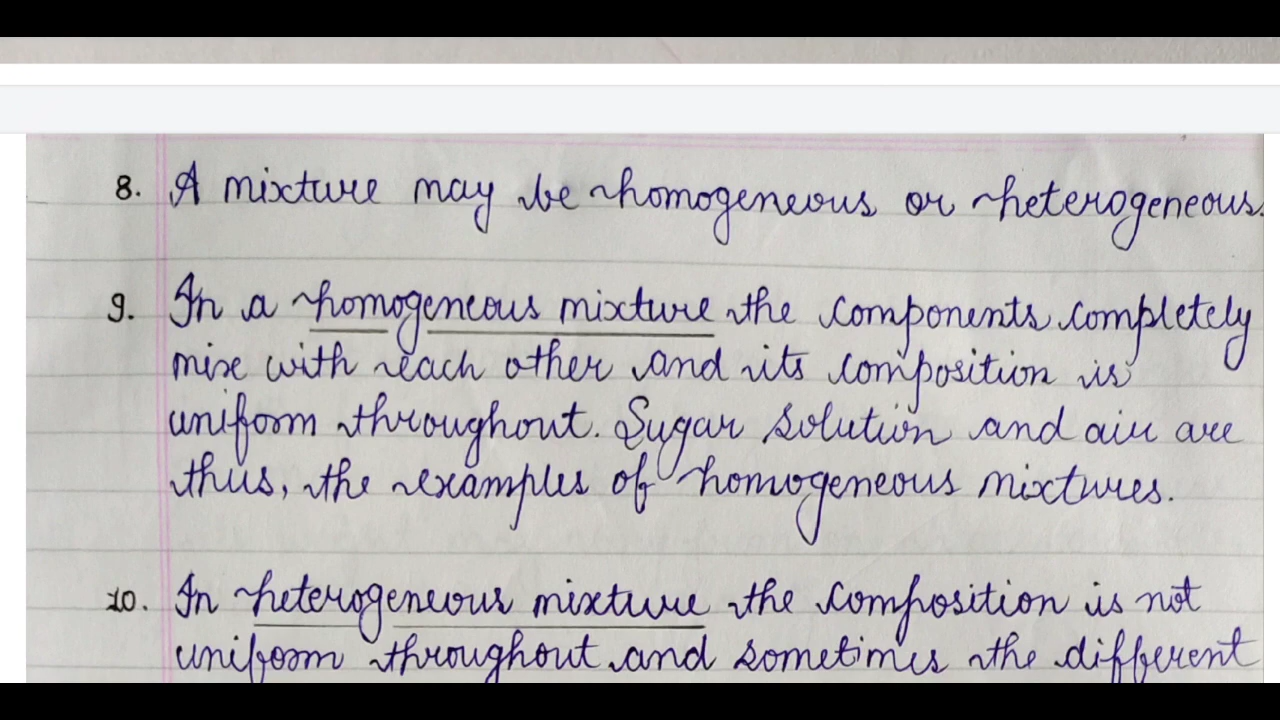 8. A mixture may be homogeneous or heterogeneous.
9. In a homogeneous mixture the components completely
mix with each other and its composition is
uniform throughout. Sugar solution and air are
thus, the examples of homogeneous mixtures.
10. In heterogeneous mixture the composition is not
uniform throughout and sometimes the different